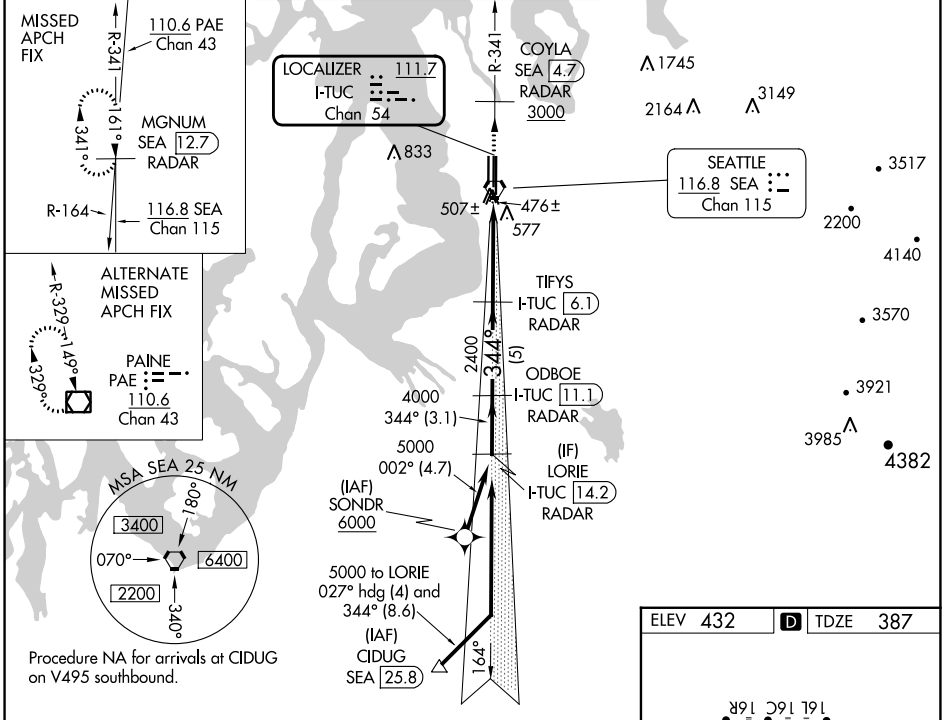 MISSED
APCH
FIX
R-341
110.6 PAE
Chan 43
161°
341°
MGNUM
SEA 12.7
RADAR
R-164
116.8 SEA
Chan 115
ALTERNATE
MISSED
APCH FIX
R-329
149°
329°
PAINE
PAE
110.6
Chan 43
LOCALIZER 111.7
I-TUC
Chan 54
R-341
COYLA
SEA 4.7
RADAR
3000
1745
2164
3149
833
SEATTLE
116.8 SEA
Chan 115
3517
2200
4140
507±
476±
577
TIFYS
I-TUC 6.1
RADAR
3570
2400
344°
(5)
ODBOE
I-TUC 11.1
RADAR
3921
3985
4382
4000
344° (3.1)
5000
002° (4.7)
(IF)
LORIE
I-TUC 14.2
RADAR
(IAF)
SONDR
6000
5000 to LORIE
027° hdg (4) and
344° (8.6)
(IAF)
CIDUG
SEA 25.8
164°
MSA SEA 25 NM
180°
3400
070°
6400
2200
340°
Procedure NA for arrivals at CIDUG
on V495 southbound.
ELEV 432
D
TDZE 387
16R 16C 16L